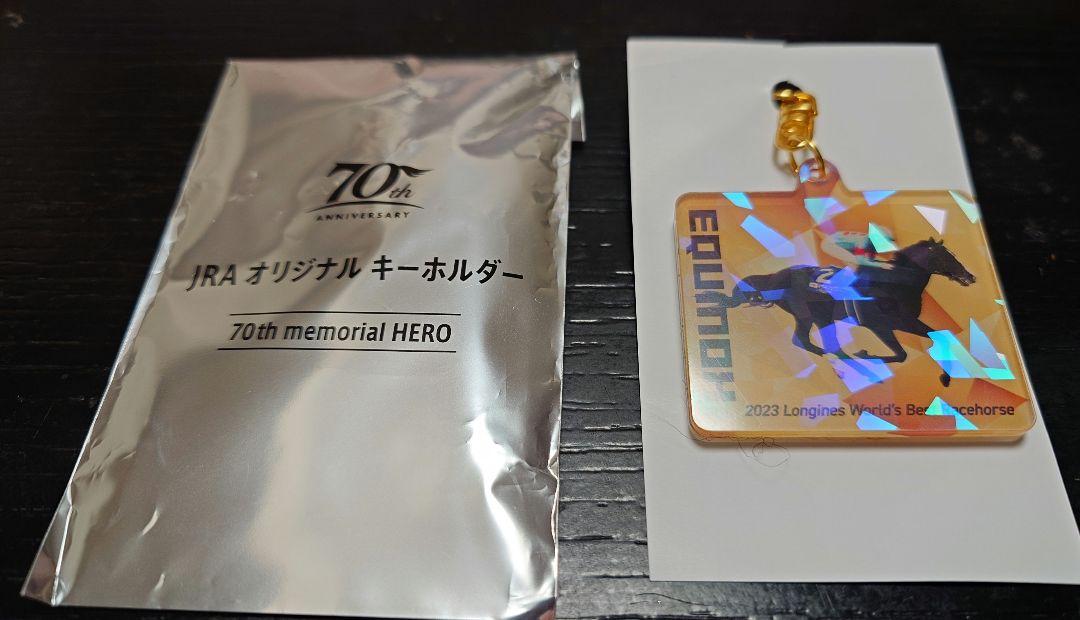 70th
ANNIVERSARY
JRA オリジナル キーホルダー
70th memorial HERO
EQUINOX
2
2023 Longines World's Best Racehorse